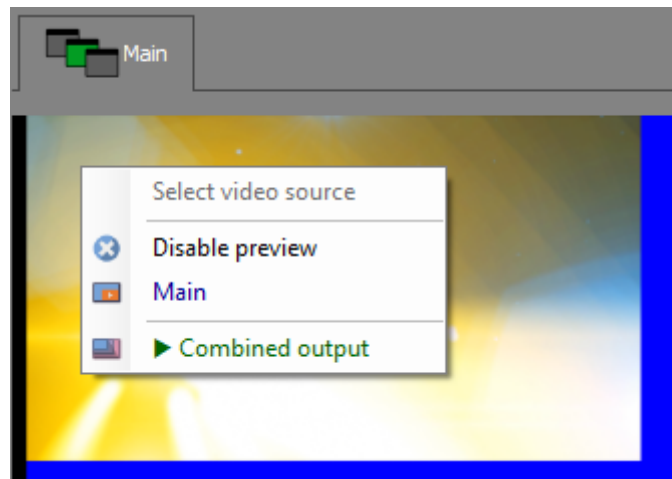 Main
Select video source
Disable preview
Main
▶ Combined output